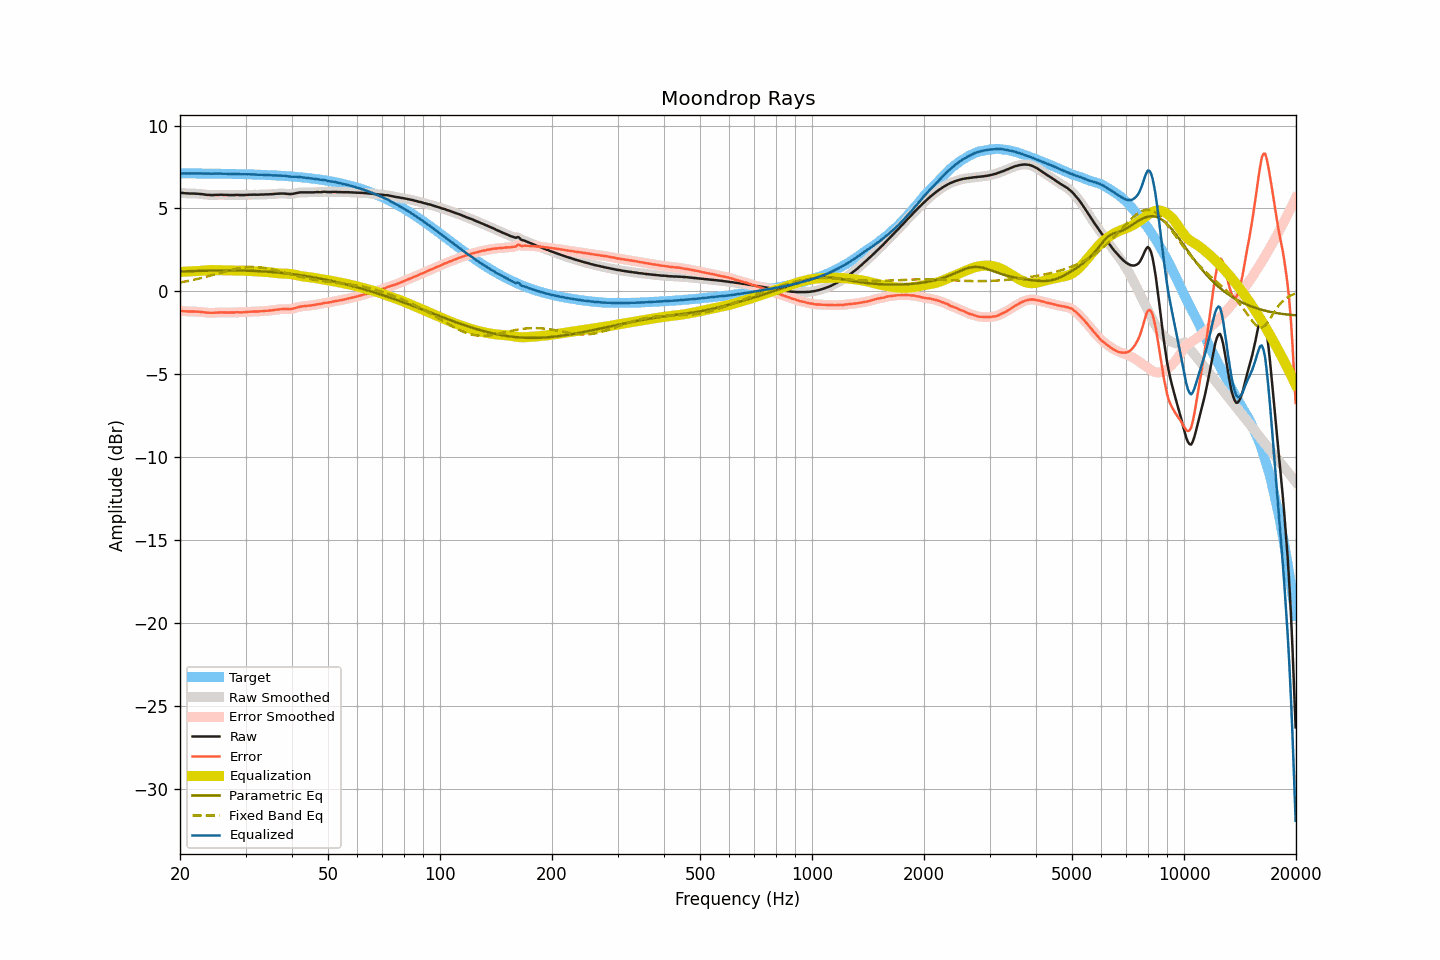 Moondrop Rays
10
5
0
−5
−10
−15
−20
−25
−30
Amplitude (dBr)
Target
Raw Smoothed
Error Smoothed
Raw
Error
Equalization
Parametric Eq
Fixed Band Eq
Equalized
20 50 100 200 500 1000 2000 5000 10000 20000
Frequency (Hz)